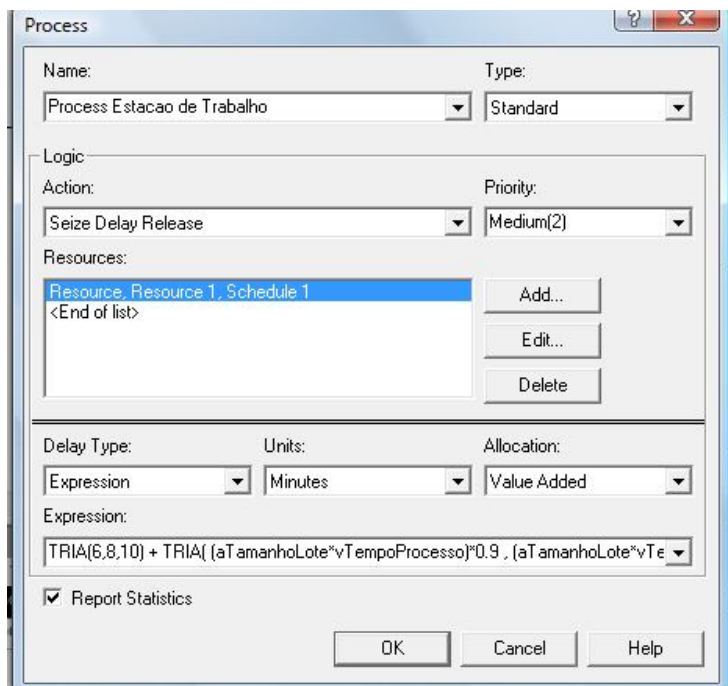 Process
Name: Type:
Process Estacao de Trabalho Standard
Logic
Action: Priority:
Seize Delay Release Medium(2)
Resources:
Resource, Resource 1, Schedule 1
<End of list>
Add...
Edit...
Delete
Delay Type: Units: Allocation:
Expression Minutes Value Added
Expression:
TRIA(6,8,10) + TRIA( (aTamanhoLote*vTempoProcesso)*0.9 , (aTamanhoLote*vTe
Report Statistics
OK Cancel Help